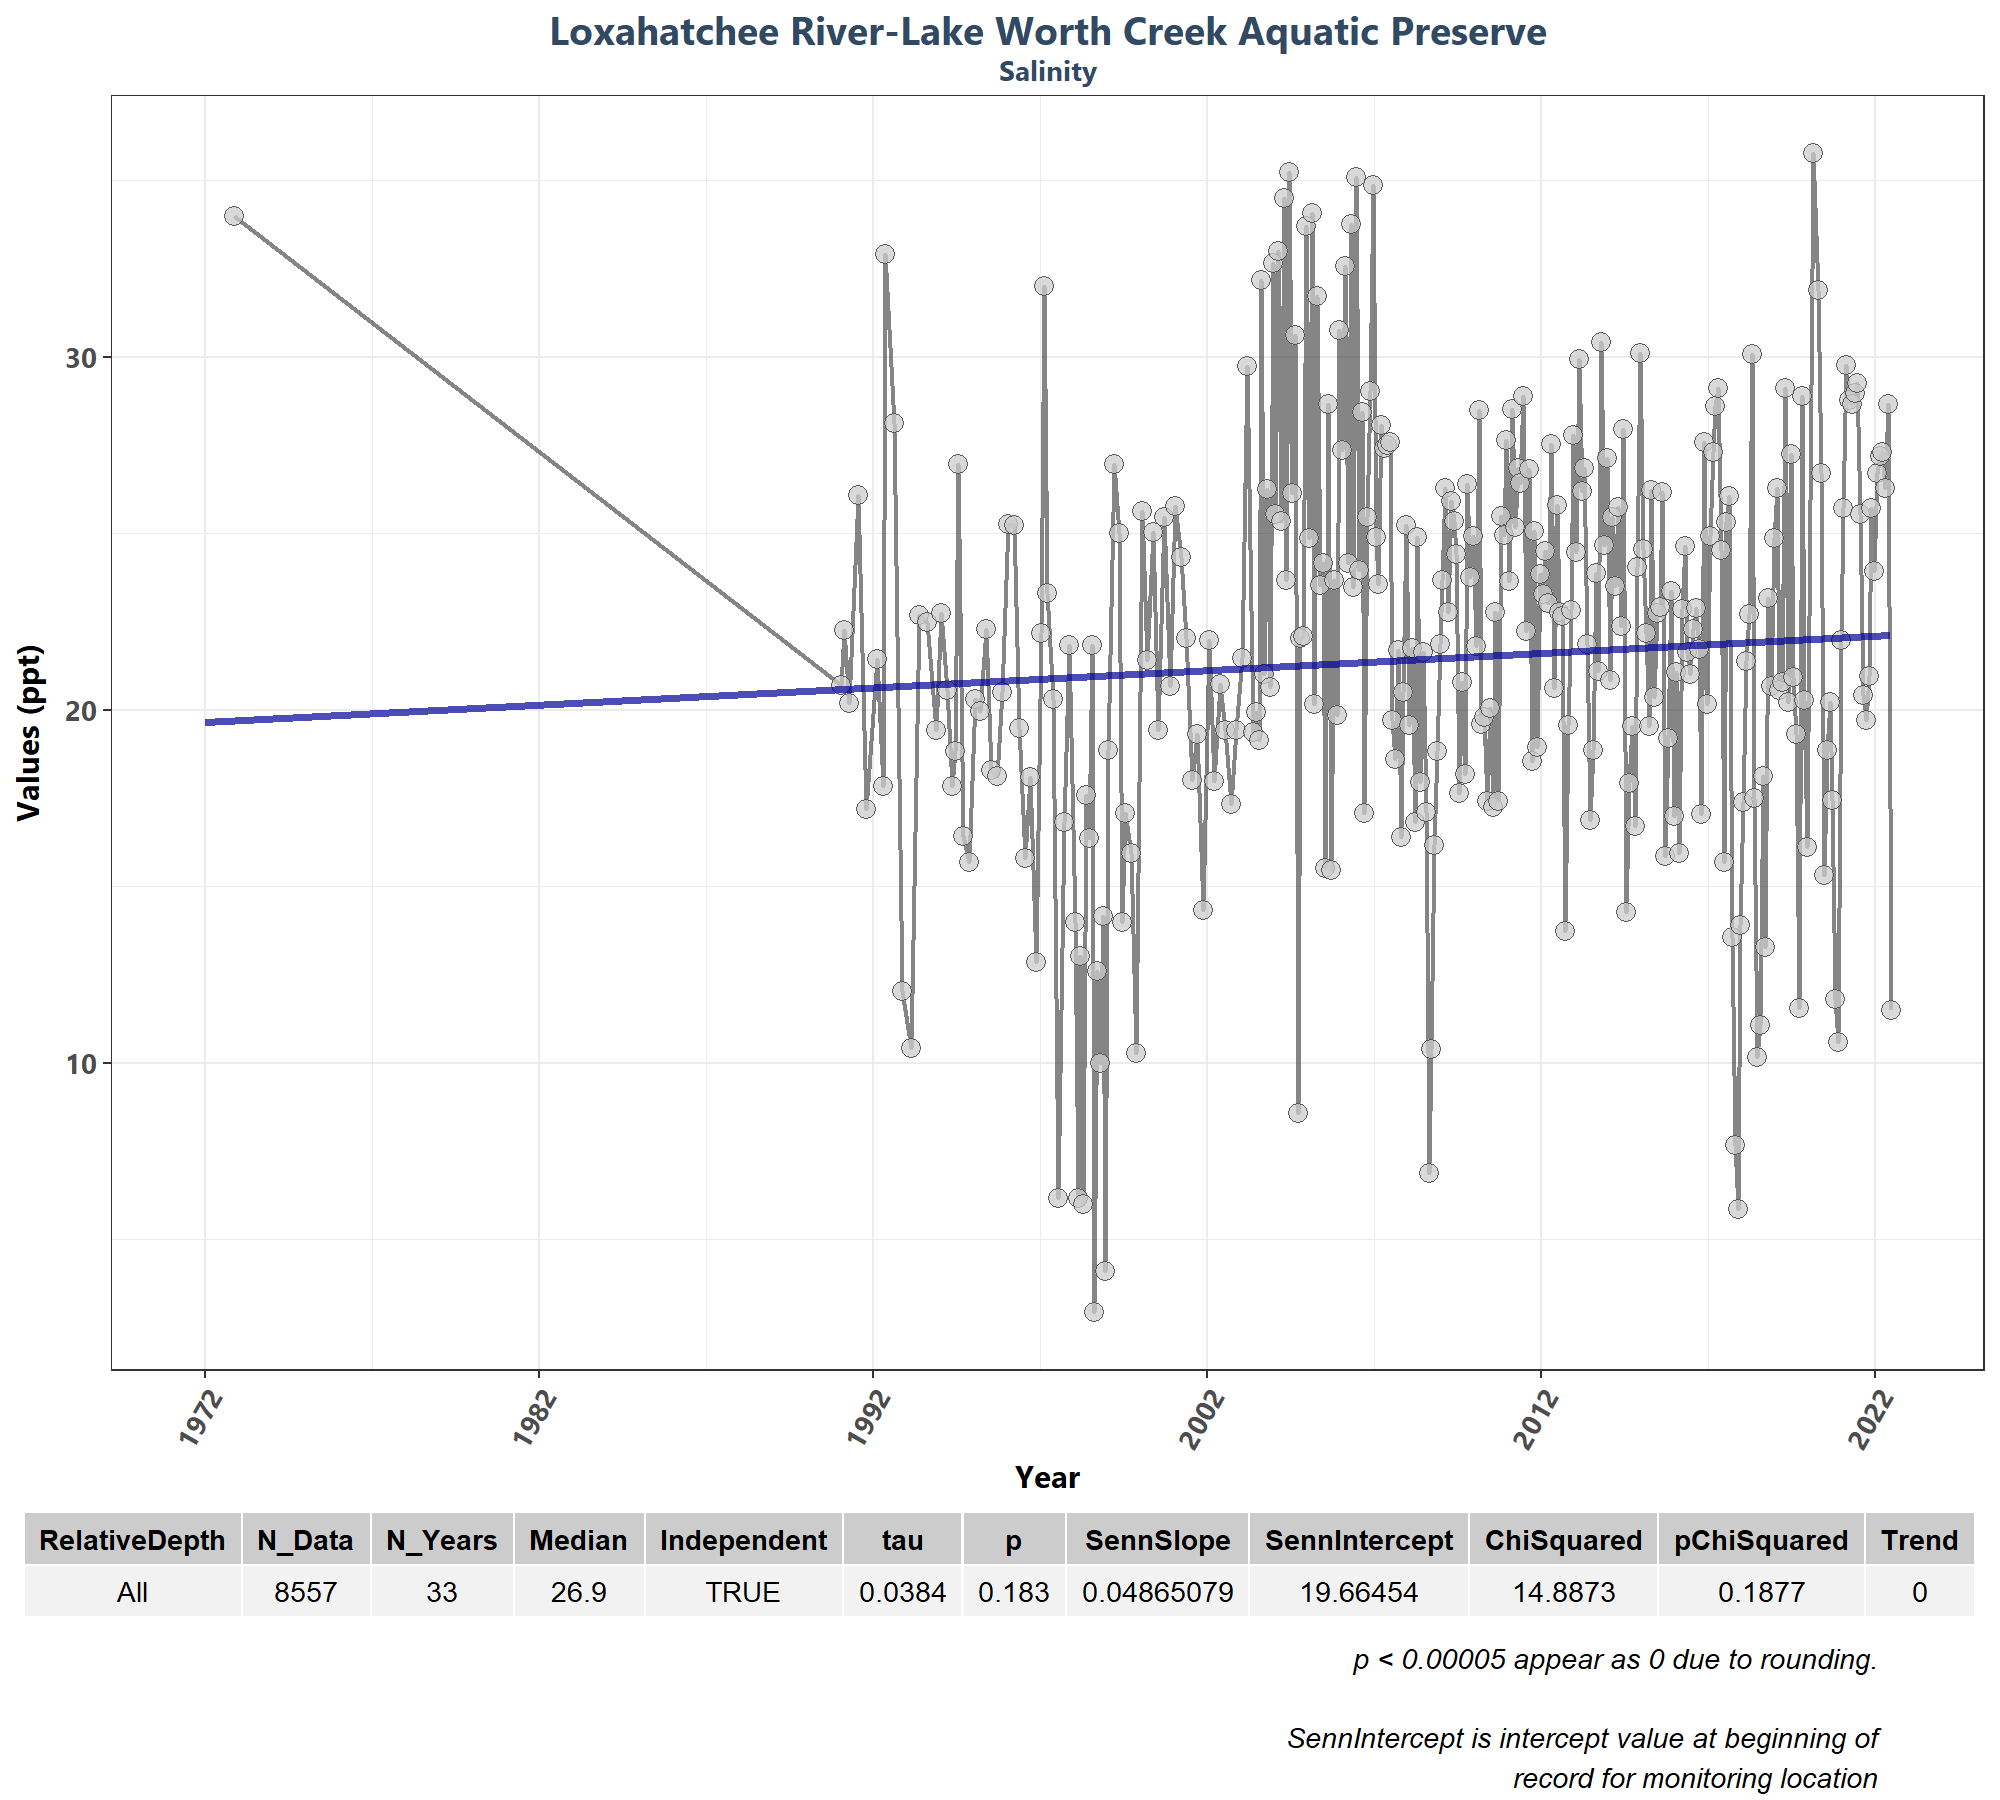 Loxahatchee River-Lake Worth Creek Aquatic Preserve
Salinity
Values (ppt)
30
20
10
1972 1982 1992 2002 2012 2022
Year
RelativeDepth N_Data N_Years Median Independent tau p SennSlope SennIntercept ChiSquared pChiSquared Trend
All 8557 33 26.9 TRUE 0.0384 0.183 0.04865079 19.66454 14.8873 0.1877 0
p < 0.00005 appear as 0 due to rounding.
SennIntercept is intercept value at beginning of
record for monitoring location